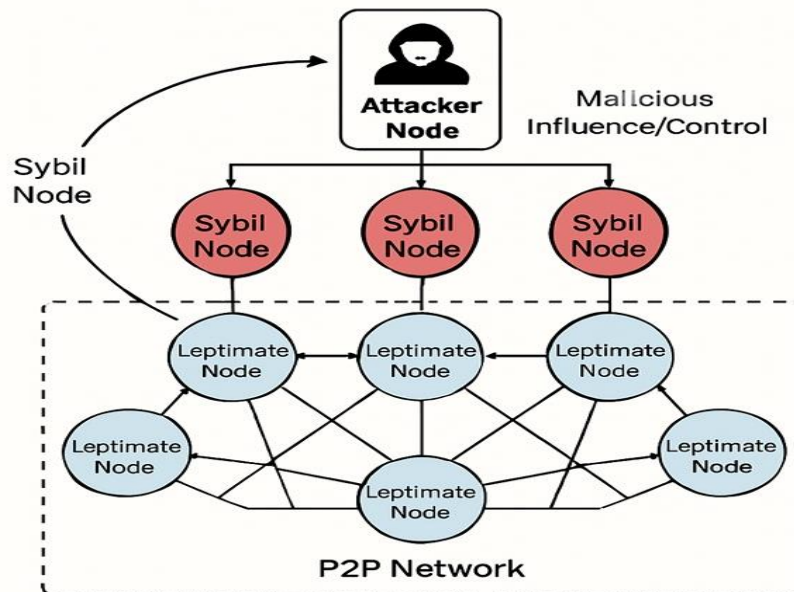 Attacker
Node
Malicious
Influence/Control
Sybil
Node
Sybil
Node
Sybil
Node
Sybil
Node
Leptimate
Node
Leptimate
Node
Leptimate
Node
Leptimate
Node
Leptimate
Node
Leptimate
Node
P2P Network